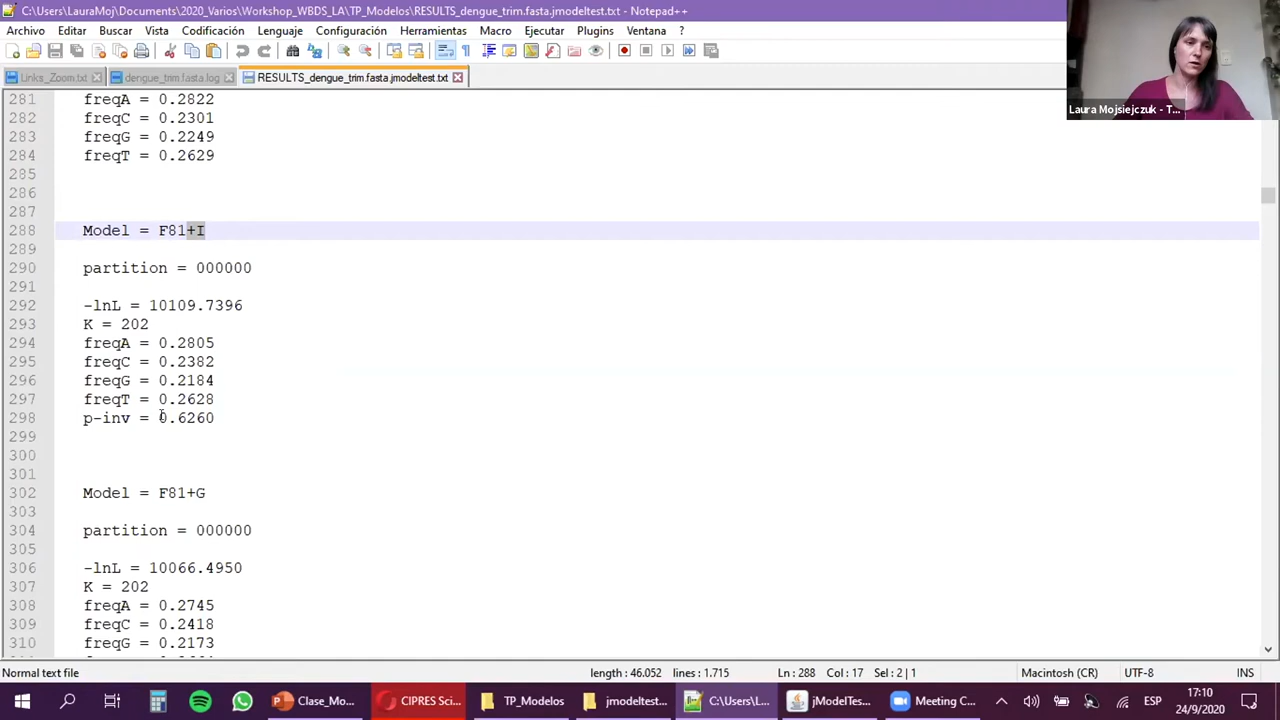 C:\Users\LauraMoj\Documents\2020_Varios\Workshop_WBDS_LA\TP_Modelos\RESULTS_dengue_trim.fasta.jmodeltest.txt - Notepad++
Archivo Editar Buscar Vista Codificación Lenguaje Configuración Herramientas Macro Ejecutar Plugins Ventana ?
Links_Zoom.txt dengue_trim.fasta.log RESULTS_dengue_trim.fasta.jmodeltest.txt
Laura Mojsiejczuk - T...
281 freqA = 0.2822
282 freqC = 0.2301
283 freqG = 0.2249
284 freqT = 0.2629
285
286
287
288 Model = F81+I
289
290 partition = 000000
291
292 -lnL = 10109.7396
293 K = 202
294 freqA = 0.2805
295 freqC = 0.2382
296 freqG = 0.2184
297 freqT = 0.2628
298 p-inv = 0.6260
299
300
301
302 Model = F81+G
303
304 partition = 000000
305
306 -lnL = 10066.4950
307 K = 202
308 freqA = 0.2745
309 freqC = 0.2418
310 freqG = 0.2173
Normal text file length : 46.052 lines : 1.715 Ln : 288 Col : 17 Sel : 2 | 1 Macintosh (CR) UTF-8 INS
Clase_Mo... CIPRES Sci... TP_Modelos jmodeltest... C:\Users\L... jModelTes... Meeting C... ESP 17:10
24/9/2020